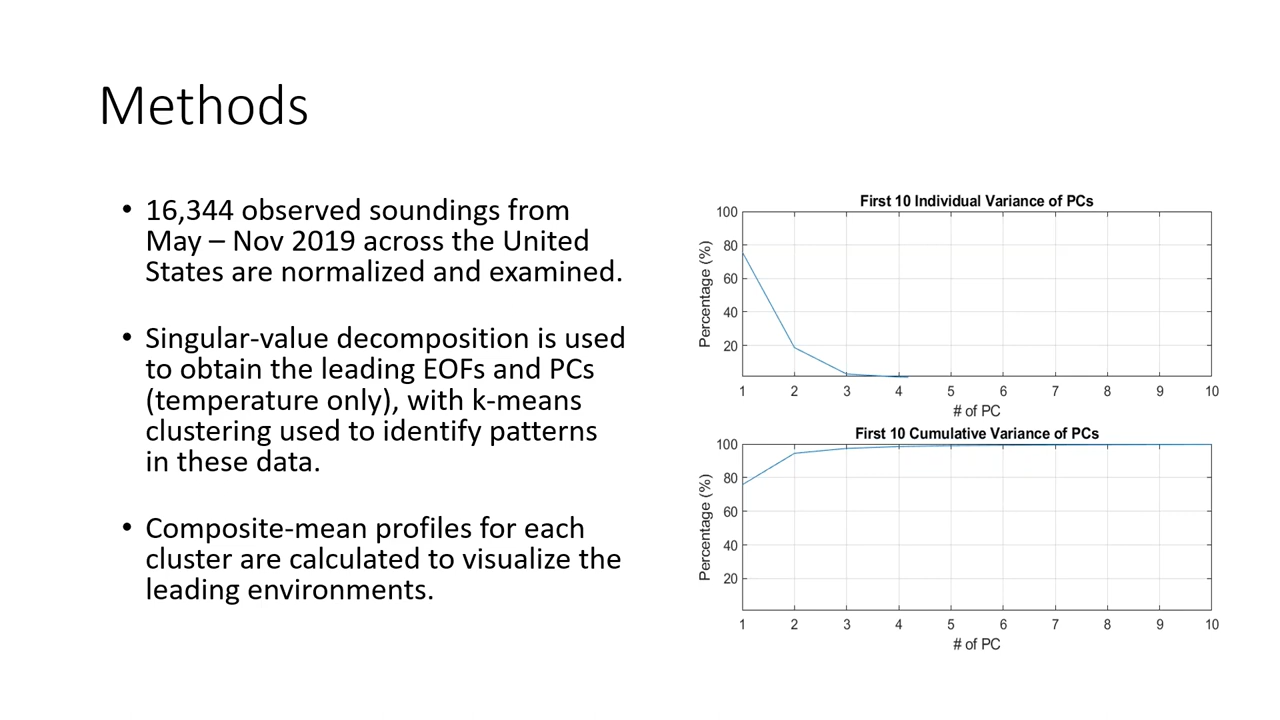 Methods
• 16,344 observed soundings from
May – Nov 2019 across the United
States are normalized and examined.
• Singular-value decomposition is used
to obtain the leading EOFs and PCs
(temperature only), with k-means
clustering used to identify patterns
in these data.
• Composite-mean profiles for each
cluster are calculated to visualize the
leading environments.
First 10 Individual Variance of PCs
Percentage (%)
100
80
60
40
20
1 2 3 4 5 6 7 8 9 10
# of PC
First 10 Cumulative Variance of PCs
Percentage (%)
100
80
60
40
20
1 2 3 4 5 6 7 8 9 10
# of PC